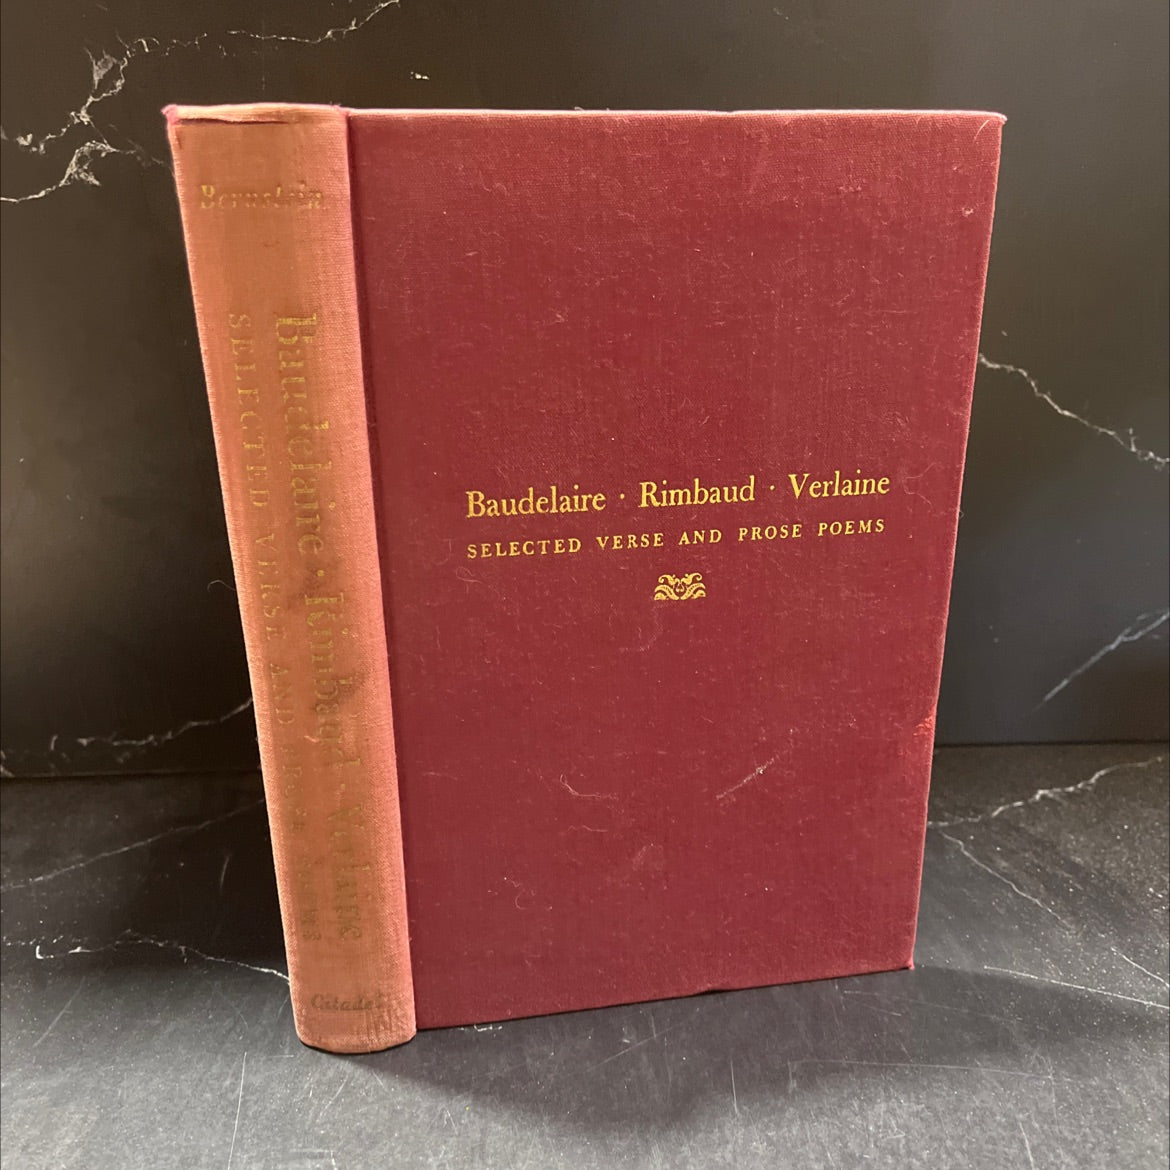 Bernstein
Baudelaire · Rimbaud · Verlaine
SELECTED VERSE AND PROSE POEMS
Citadel
Baudelaire · Rimbaud · Verlaine
SELECTED VERSE AND PROSE POEMS